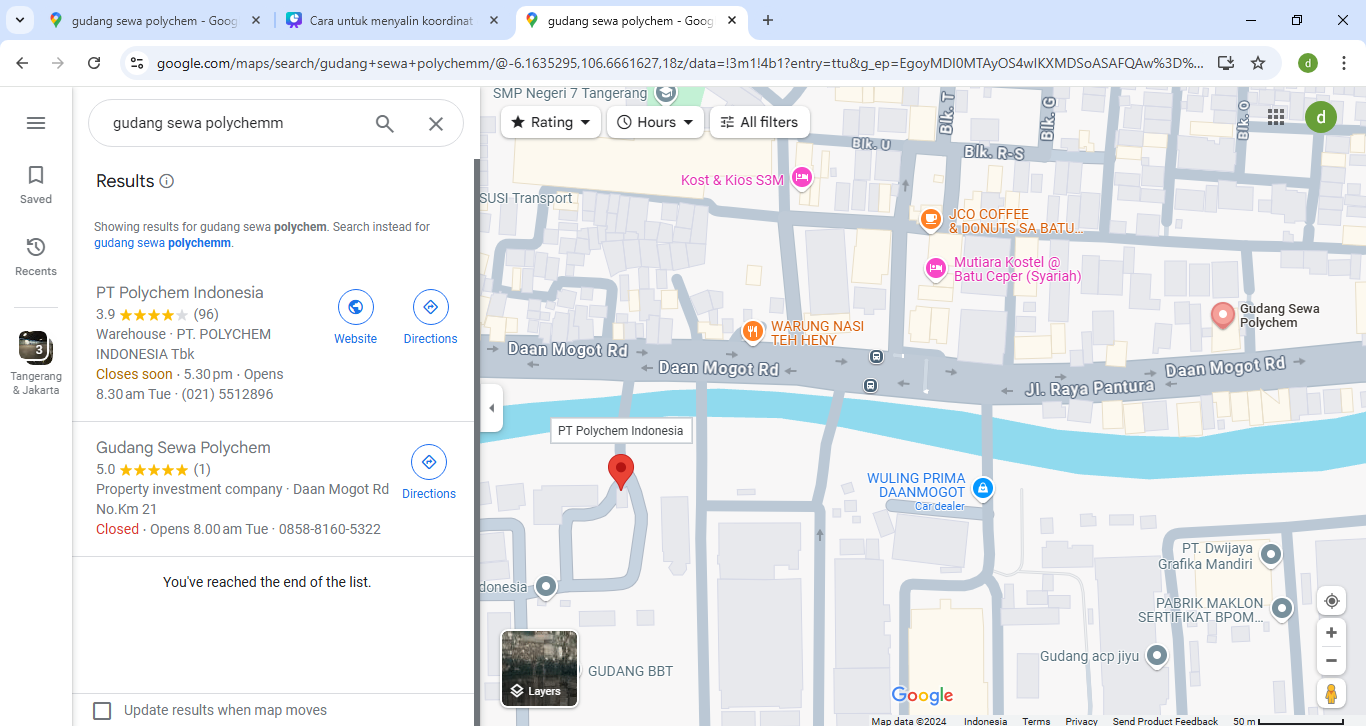 gudang sewa polychem - Goog
Cara untuk menyalin koordinat
gudang sewa polychem - Goog
google.com/maps/search/gudang+sewa+polychemm/@-6.1635295,106.6661627,18z/data=!3m1!4b1?entry=ttu&g_ep=EgoyMDI0MTAyOS4wIKXMDSoASAFQAw%3D%...
d
gudang sewa polychemm
Saved
Recents
3
Tangerang
& Jakarta
Results
Showing results for gudang sewa polychem. Search instead for
gudang sewa polychemm.
PT Polychem Indonesia
3.9 (96)
Warehouse · PT. POLYCHEM
INDONESIA Tbk
Closes soon · 5.30 pm · Opens
8.30 am Tue · (021) 5512896
Website
Directions
Gudang Sewa Polychem
5.0 (1)
Property investment company · Daan Mogot Rd
No.Km 21
Closed · Opens 8.00 am Tue · 0858-8160-5322
Directions
You've reached the end of the list.
Update results when map moves
Rating
Hours
All filters
d
SMP Negeri 7 Tangerang
Blk. T
Blk. G
Blk. O
Blk. U
Blk. R-S
Kost & Kios S3M
SUSI Transport
JCO COFFEE
& DONUTS SA BATU...
Mutiara Kostel @
Batu Ceper (Syariah)
Gudang Sewa
Polychem
WARUNG NASI
TEH HENY
Daan Mogot Rd
Daan Mogot Rd
Jl. Raya Pantura
Daan Mogot Rd
PT Polychem Indonesia
WULING PRIMA
DAANMOGOT
Car dealer
PT. Dwijaya
Grafika Mandiri
donesia
PABRIK MAKLON
SERTIFIKAT BPOM...
Gudang acp jiyu
GUDANG BBT
Layers
Google
Map data ©2024
Indonesia
Terms
Privacy
Send Product Feedback
50 m